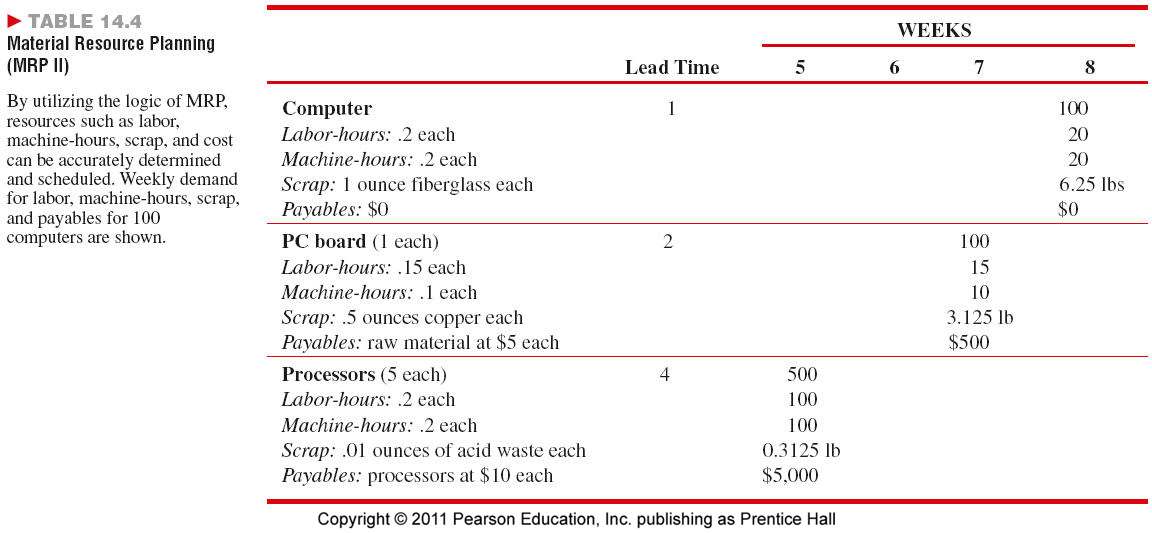 ► TABLE 14.4
Material Resource Planning
(MRP II)
By utilizing the logic of MRP,
resources such as labor,
machine-hours, scrap, and cost
can be accurately determined
and scheduled. Weekly demand
for labor, machine-hours, scrap,
and payables for 100
computers are shown.
WEEKS
Lead Time 5 6 7 8
Computer 1 100
Labor-hours: .2 each 20
Machine-hours: .2 each 20
Scrap: 1 ounce fiberglass each 6.25 lbs
Payables: $0 $0
PC board (1 each) 2 100
Labor-hours: .15 each 15
Machine-hours: .1 each 10
Scrap: .5 ounces copper each 3.125 lb
Payables: raw material at $5 each $500
Processors (5 each) 4 500
Labor-hours: .2 each 100
Machine-hours: .2 each 100
Scrap: .01 ounces of acid waste each 0.3125 lb
Payables: processors at $10 each $5,000
Copyright © 2011 Pearson Education, Inc. publishing as Prentice Hall